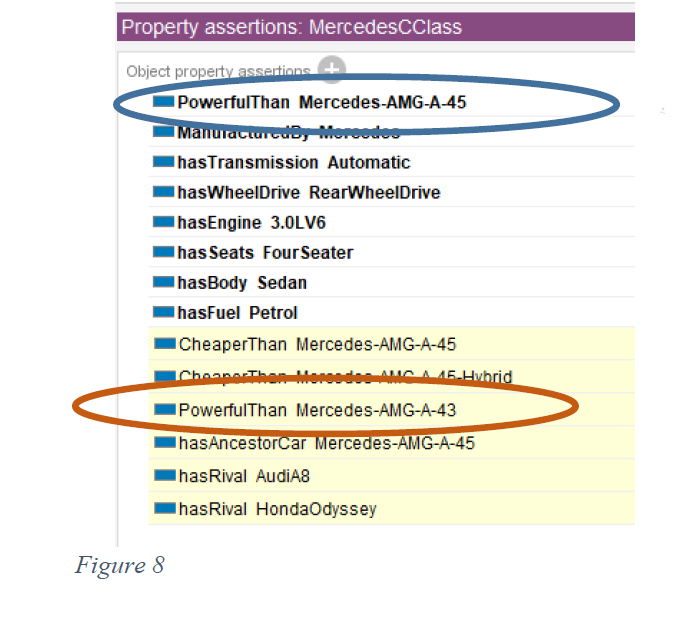 Property assertions: MercedesCClass
Object property assertions
PowerfulThan Mercedes-AMG-A-45
ManufacturedBy Mercedes
hasTransmission Automatic
hasWheelDrive RearWheelDrive
hasEngine 3.0LV6
hasSeats FourSeater
hasBody Sedan
hasFuel Petrol
CheaperThan Mercedes-AMG-A-45
CheaperThan Mercedes-AMG-A-45-Hybrid
PowerfulThan Mercedes-AMG-A-43
hasAncestorCar Mercedes-AMG-A-45
hasRival AudiA8
hasRival HondaOdyssey
Figure 8